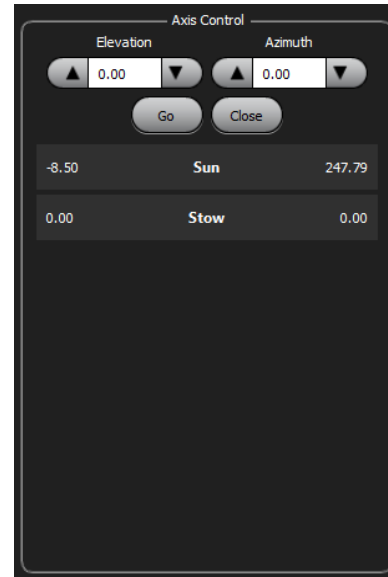 Axis Control
Elevation Azimuth
0.00 0.00
Go Close
-8.50 Sun 247.79
0.00 Stow 0.00